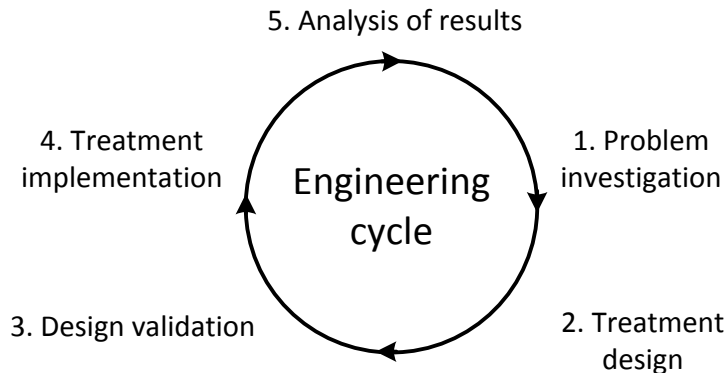 5. Analysis of results
4. Treatment
implementation
1. Problem
investigation
Engineering
cycle
3. Design validation
2. Treatment
design